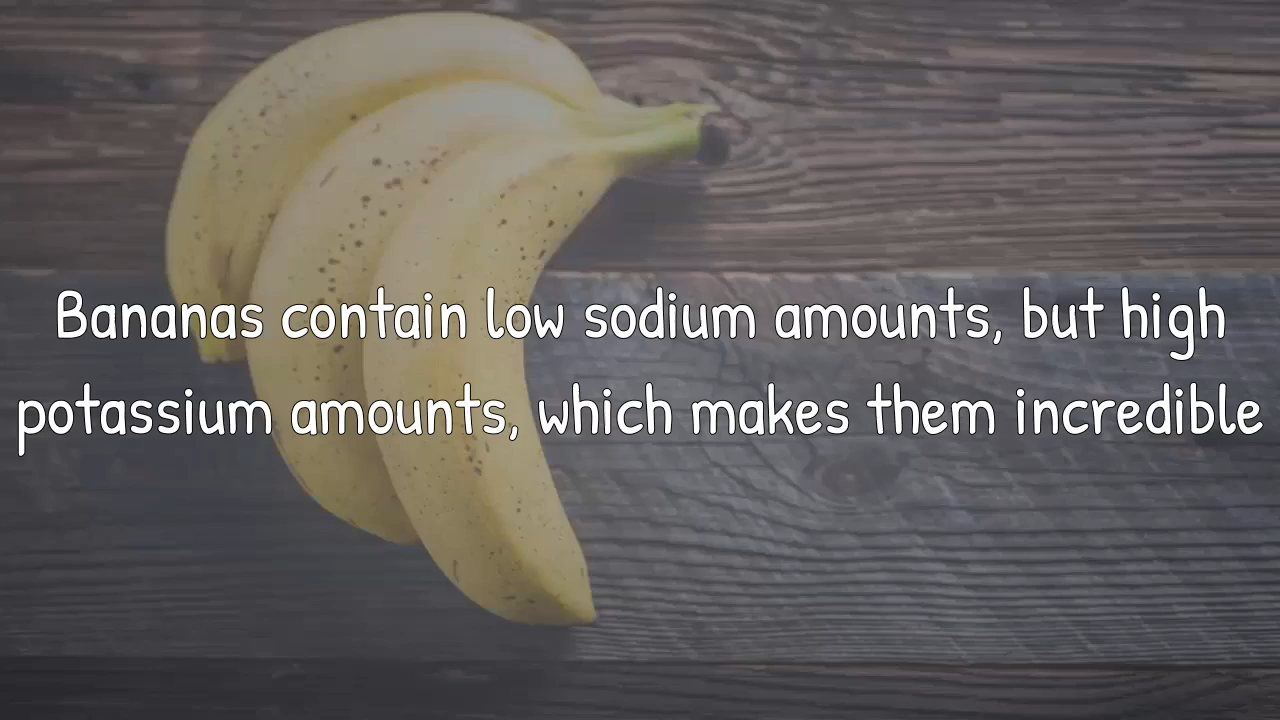 Bananas contain low sodium amounts, but high
potassium amounts, which makes them incredible